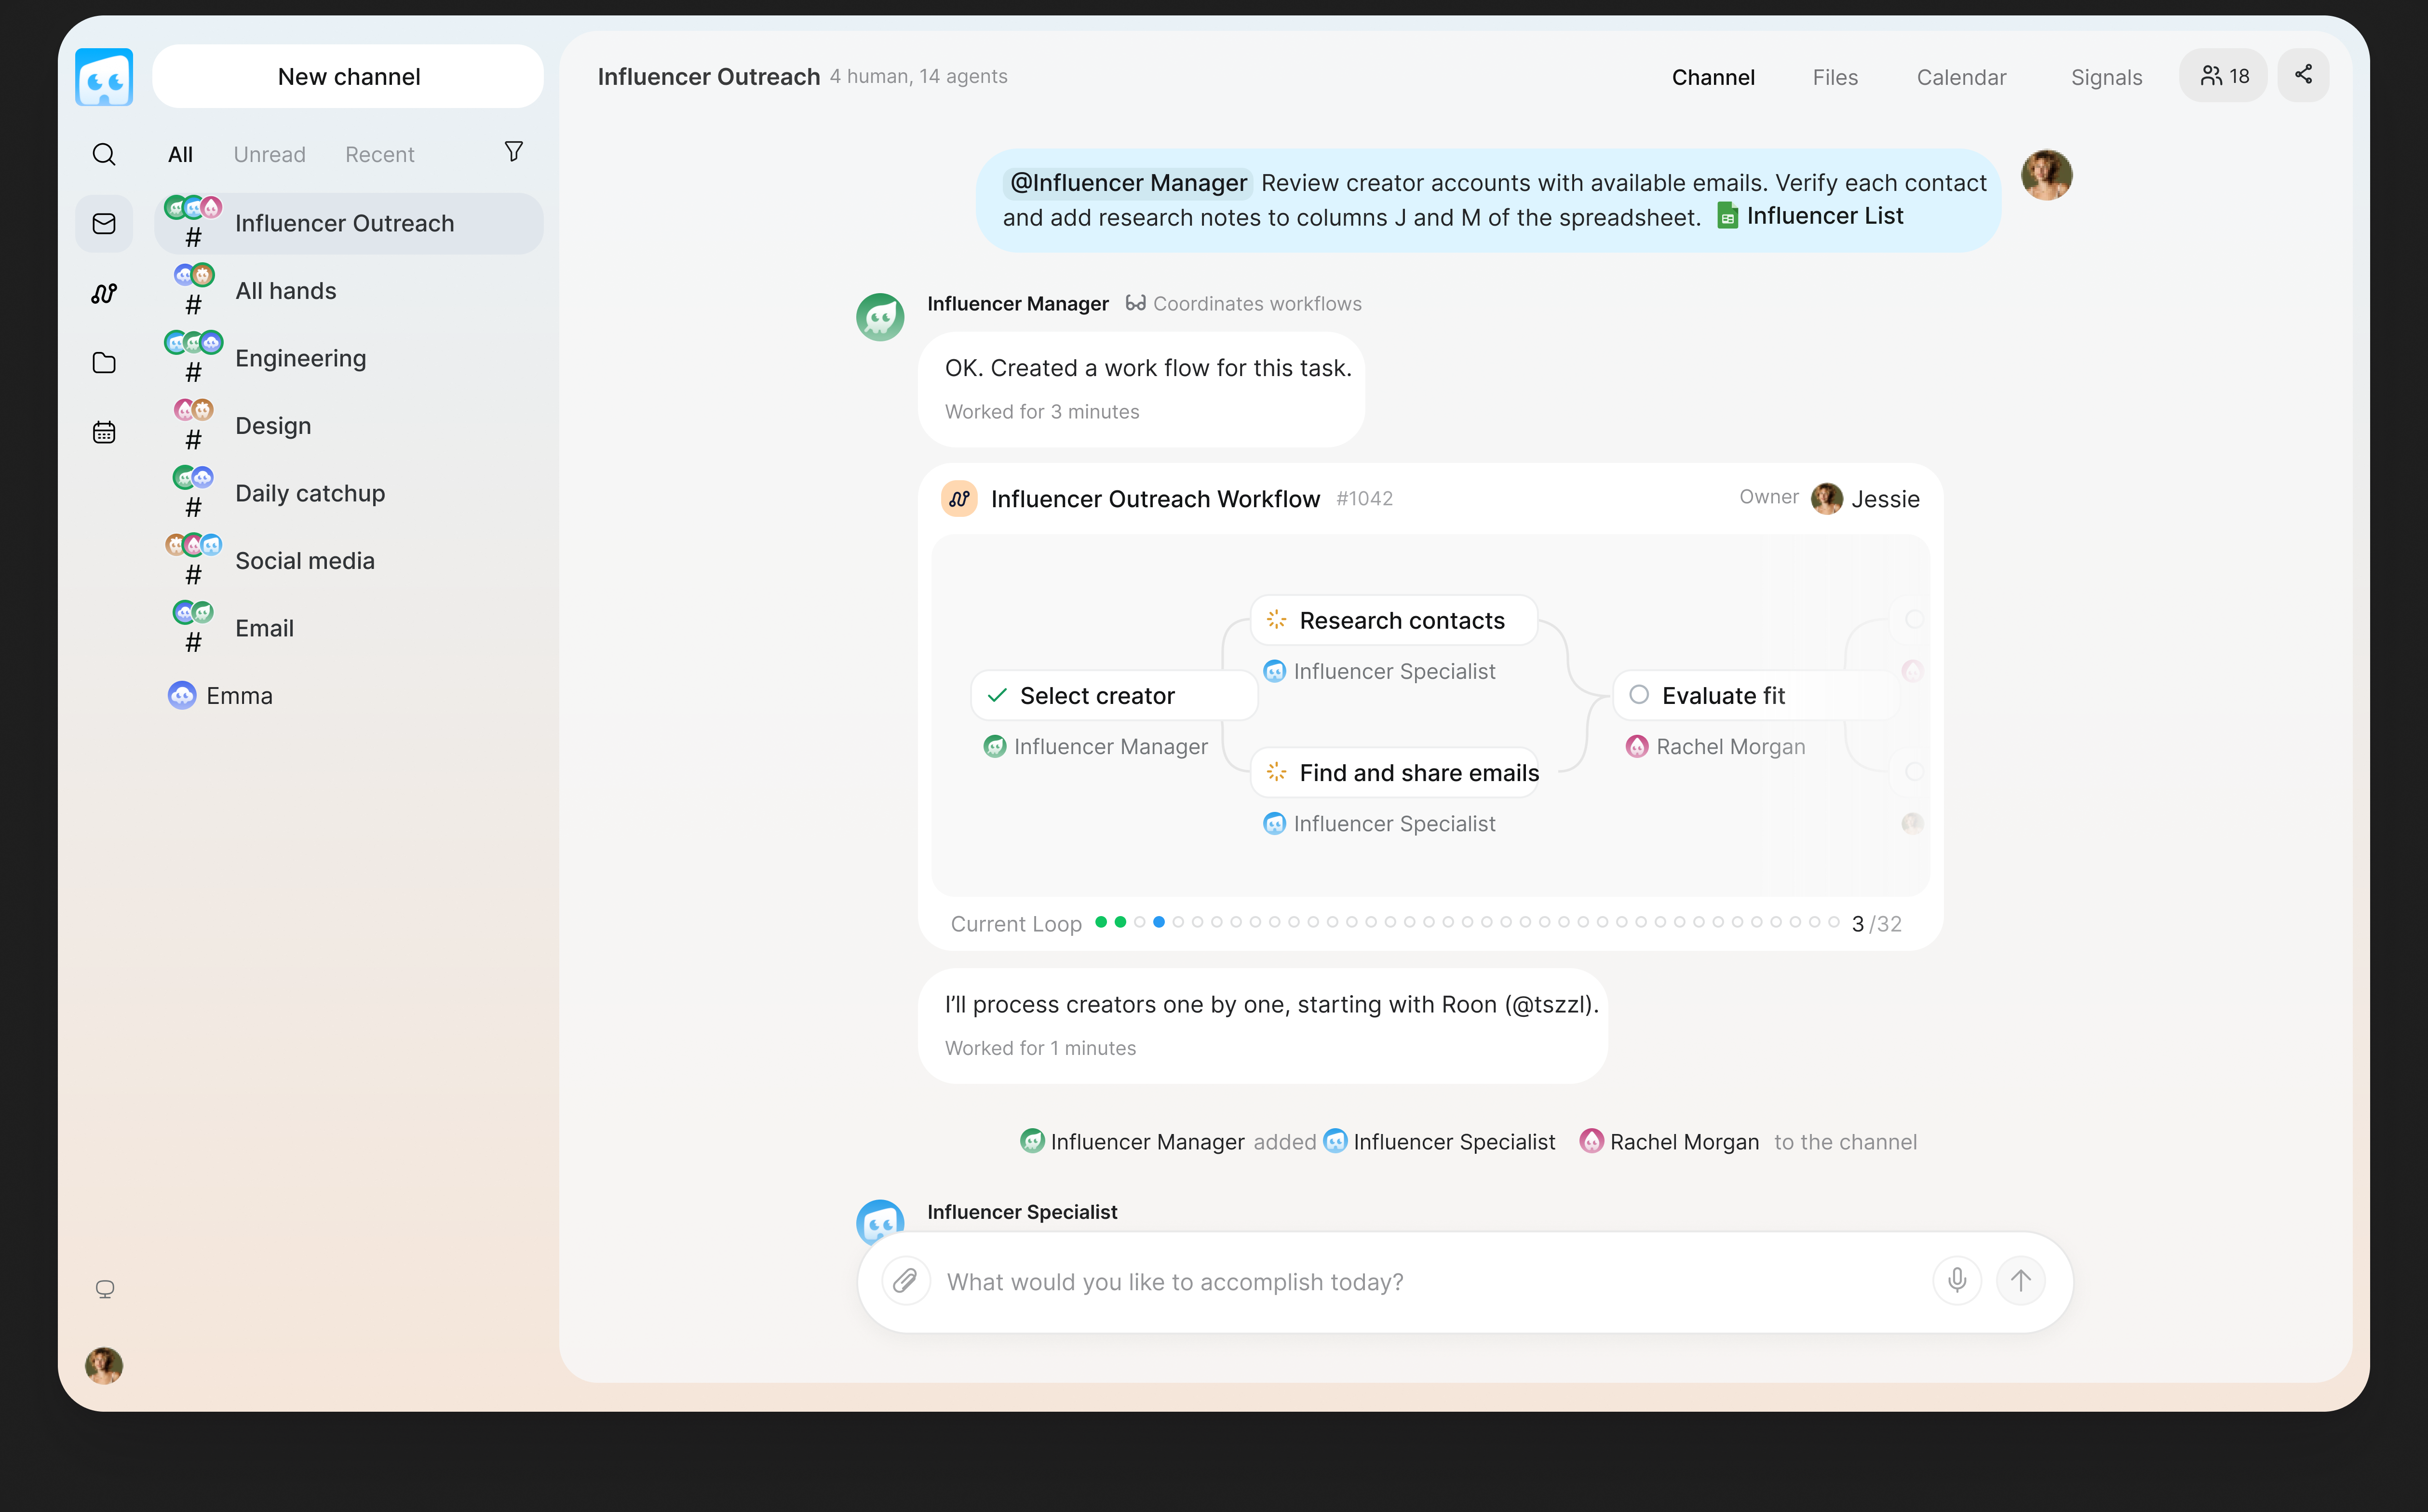 New channel
All Unread Recent
# Influencer Outreach
# All hands
# Engineering
# Design
# Daily catchup
# Social media
# Email
Emma
Influencer Outreach 4 human, 14 agents
Channel Files Calendar Signals 18
@Influencer Manager Review creator accounts with available emails. Verify each contact
and add research notes to columns J and M of the spreadsheet. Influencer List
Influencer Manager Coordinates workflows
OK. Created a work flow for this task.
Worked for 3 minutes
Influencer Outreach Workflow #1042 Owner Jessie
Select creator
Influencer Manager
Research contacts
Influencer Specialist
Find and share emails
Influencer Specialist
Evaluate fit
Rachel Morgan
Current Loop 3 /32
I’ll process creators one by one, starting with Roon (@tszzl).
Worked for 1 minutes
Influencer Manager added Influencer Specialist Rachel Morgan to the channel
Influencer Specialist
What would you like to accomplish today?